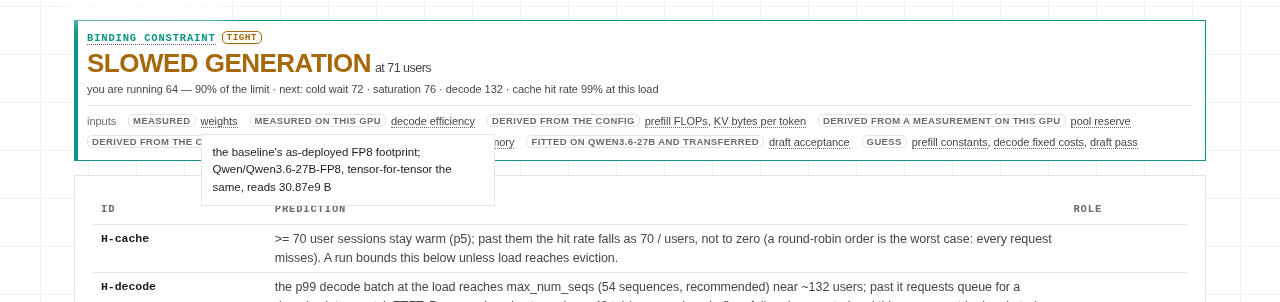 BINDING CONSTRAINT TIGHT
SLOWED GENERATION at 71 users
you are running 64 — 90% of the limit · next: cold wait 72 · saturation 76 · decode 132 · cache hit rate 99% at this load
inputs MEASURED weights MEASURED ON THIS GPU decode efficiency DERIVED FROM THE CONFIG prefill FLOPs, KV bytes per token DERIVED FROM A MEASUREMENT ON THIS GPU pool reserve
DERIVED FROM THE FITTED ON QWEN3.6-27B AND TRANSFERRED draft acceptance GUESS prefill constants, decode fixed costs, draft pass
the baseline's as-deployed FP8 footprint;
Qwen/Qwen3.6-27B-FP8, tensor-for-tensor the
same, reads 30.87e9 B
ID PREDICTION ROLE
H-cache >= 70 user sessions stay warm (p5); past them the hit rate falls as 70 / users, not to zero (a round-robin order is the worst case: every request
misses). A run bounds this below unless load reaches eviction.
H-decode the p99 decode batch at the load reaches max_num_seqs (54 sequences, recommended) near ~132 users; past it requests queue for a